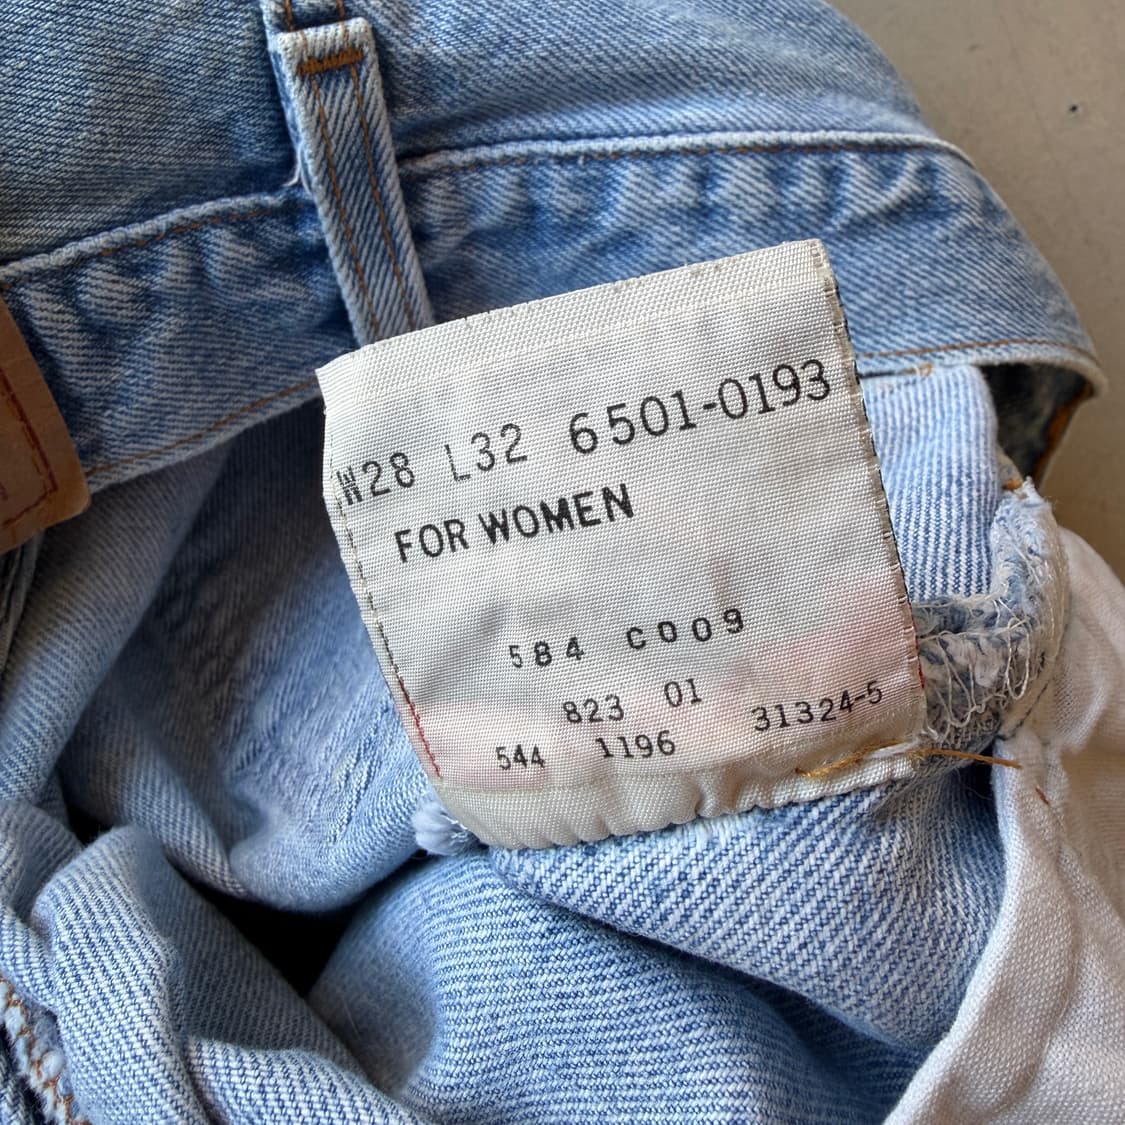 W28 L32 6501-0193
FOR WOMEN
584 C009
823 01 31324-5
544 1196